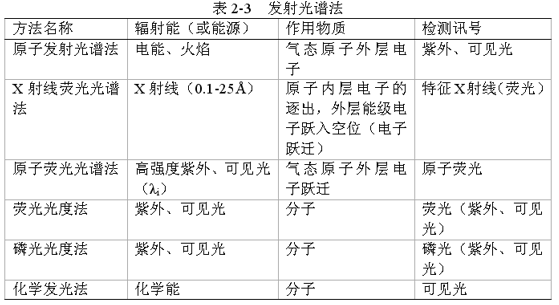 表 2-3 发射光谱法
方法名称 辐射能（或能源） 作用物质 检测讯号
原子发射光谱法 电能、火焰 气态原子外层电 紫外、可见光
子
X 射线荧光光谱 X 射线（0.1-25Å） 原子内层电子的 特征X射线（荧光）
法 逐出，外层能级电
子跃入空位（电子
跃迁）
原子荧光光谱法 高强度紫外、可见光 气态原子外层电 原子荧光
（λi） 子跃迁
荧光光度法 紫外、可见光 分子 荧光（紫外、可见
光）
磷光光度法 紫外、可见光 分子 磷光（紫外、可见
光）
化学发光法 化学能 分子 可见光